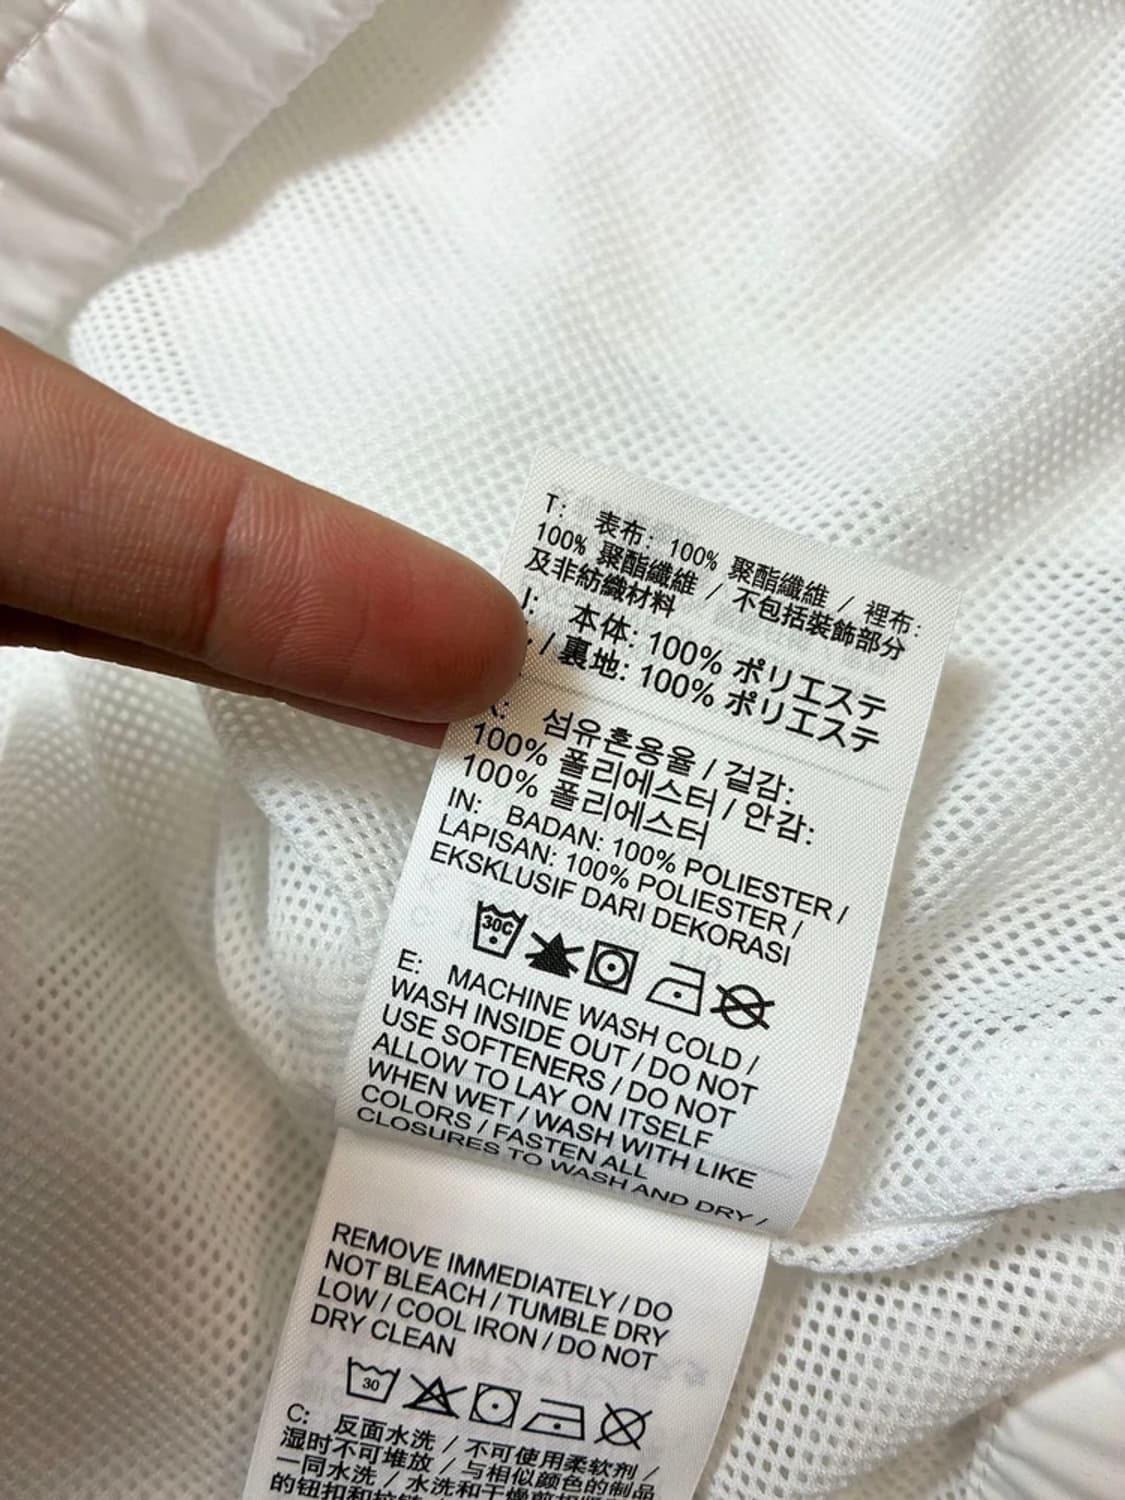 T: 表布: 100% 聚酯纖維 / 裡布:
100% 聚酯纖維 / 不包括裝飾部分
及非紡織材料
J: 本体: 100% ポリエステ
/ 裏地: 100% ポリエステ
섬유혼용율 / 겉감:
100% 폴리에스터 / 안감:
100% 폴리에스터
IN: BADAN: 100% POLIESTER /
LAPISAN: 100% POLIESTER /
EKSKLUSIF DARI DEKORASI
30C
E: MACHINE WASH COLD /
WASH INSIDE OUT / DO NOT
USE SOFTENERS / DO NOT
ALLOW TO LAY ON ITSELF
WHEN WET / WASH WITH LIKE
COLORS / FASTEN ALL
CLOSURES TO WASH AND DRY /
REMOVE IMMEDIATELY / DO
NOT BLEACH / TUMBLE DRY
LOW / COOL IRON / DO NOT
DRY CLEAN
30
C: 反面水洗 / 不可使用柔软剂 /
湿时不可堆放 / 与相似颜色的制品
一同水洗 / 水洗和干燥前
的钮扣和拉